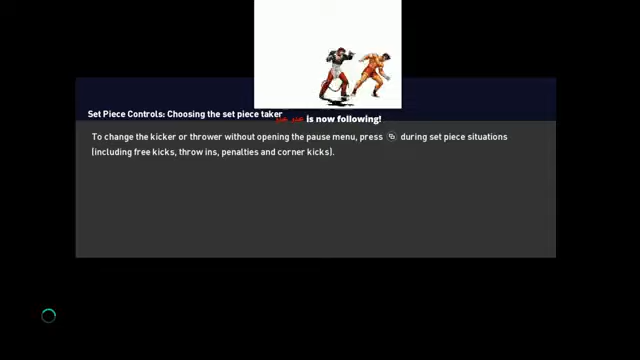 Set Piece Controls: Choosing the set piece taker
is now following!
To change the kicker or thrower without opening the pause menu, press during set piece situations
(including free kicks, throw ins, penalties and corner kicks).